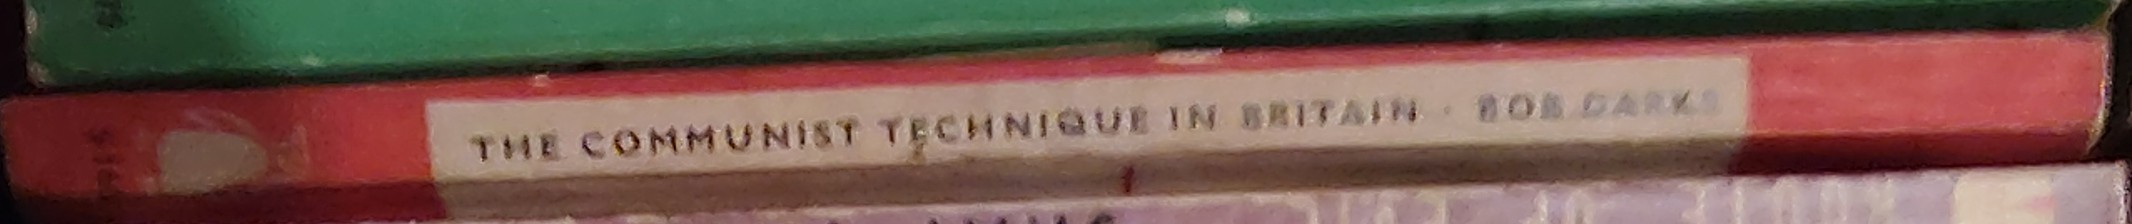 THE COMMUNIST TECHNIQUE IN BRITAIN · BOB DARKE